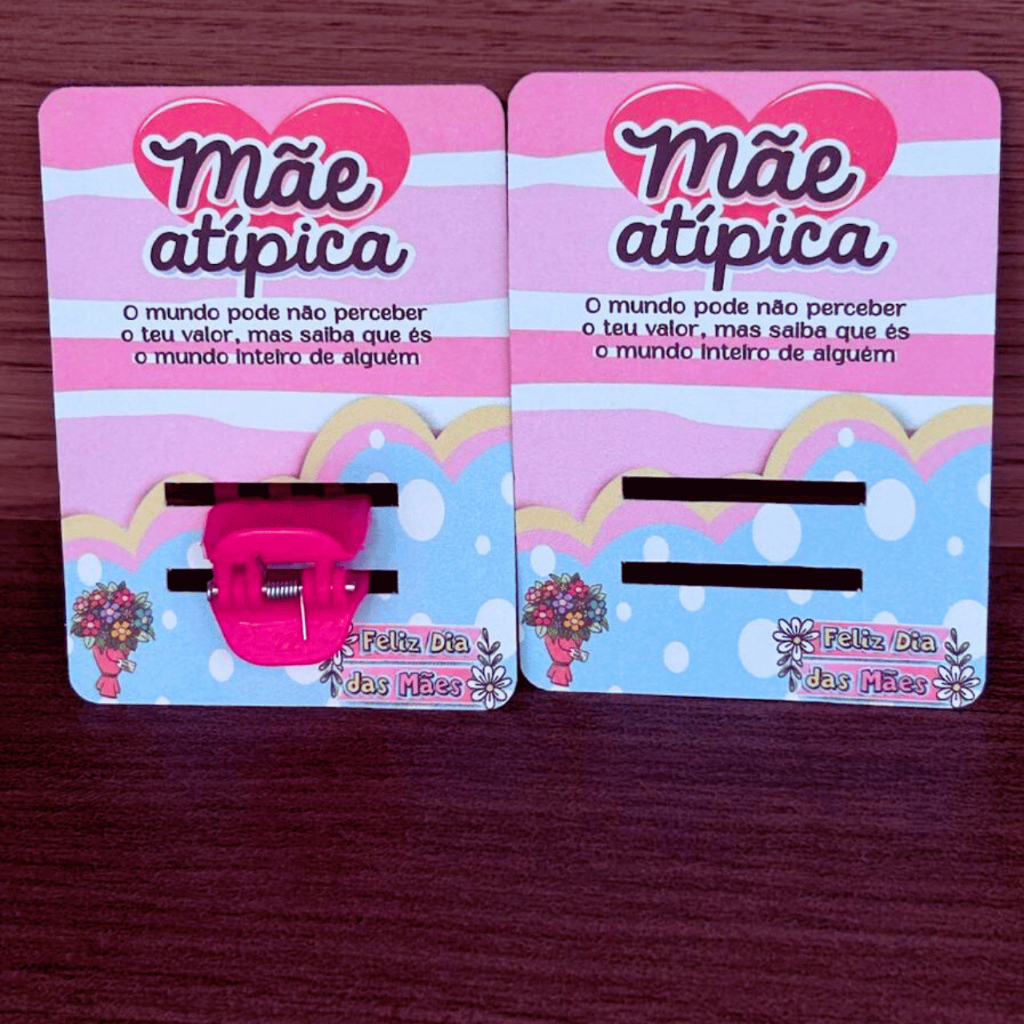 Mãe
atípica
O mundo pode não perceber
o teu valor, mas saiba que és
o mundo inteiro de alguém
Feliz Dia
das Mães
Mãe
atípica
O mundo pode não perceber
o teu valor, mas saiba que és
o mundo inteiro de alguém
Feliz Dia
das Mães